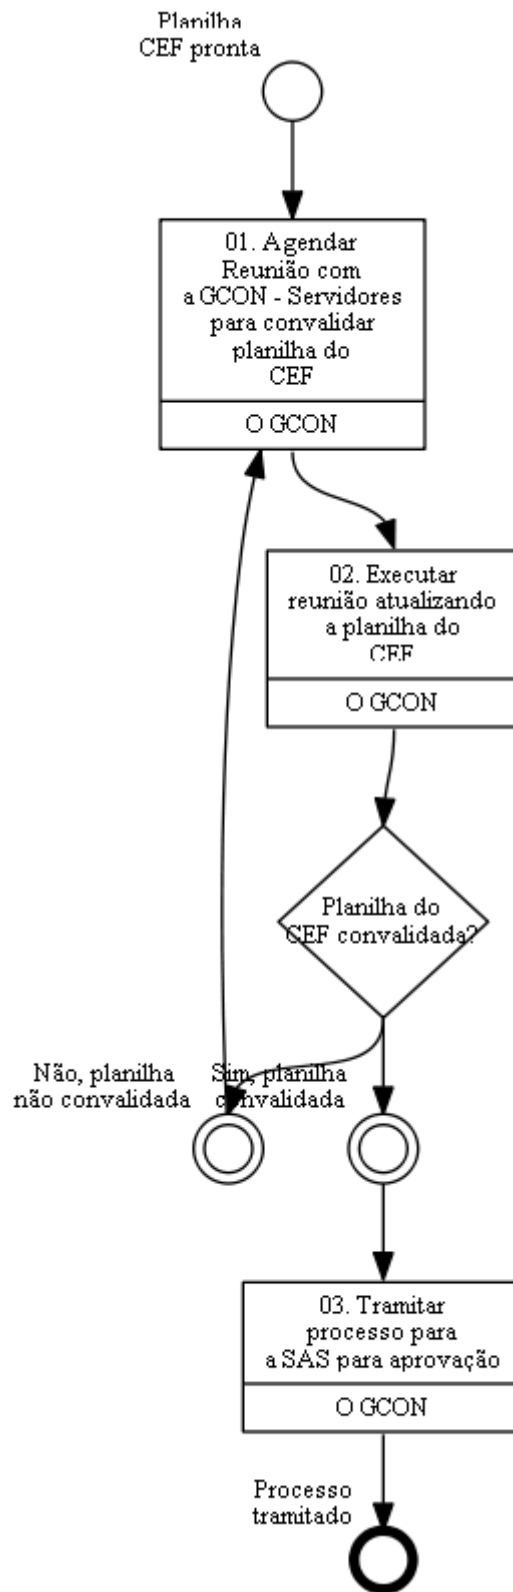 Planilha
CEF pronta
01. Agendar
Reunião com
a GCON - Servidores
para convalidar
planilha do
CEF
O GCON
02. Executar
reunião atualizando
a planilha do
CEF
O GCON
Planilha do
CEF convalidada?
Não, planilha
não convalidada
Sim, planilha
convalidada
03. Tramitar
processo para
a SAS para aprovação
O GCON
Processo
tramitado